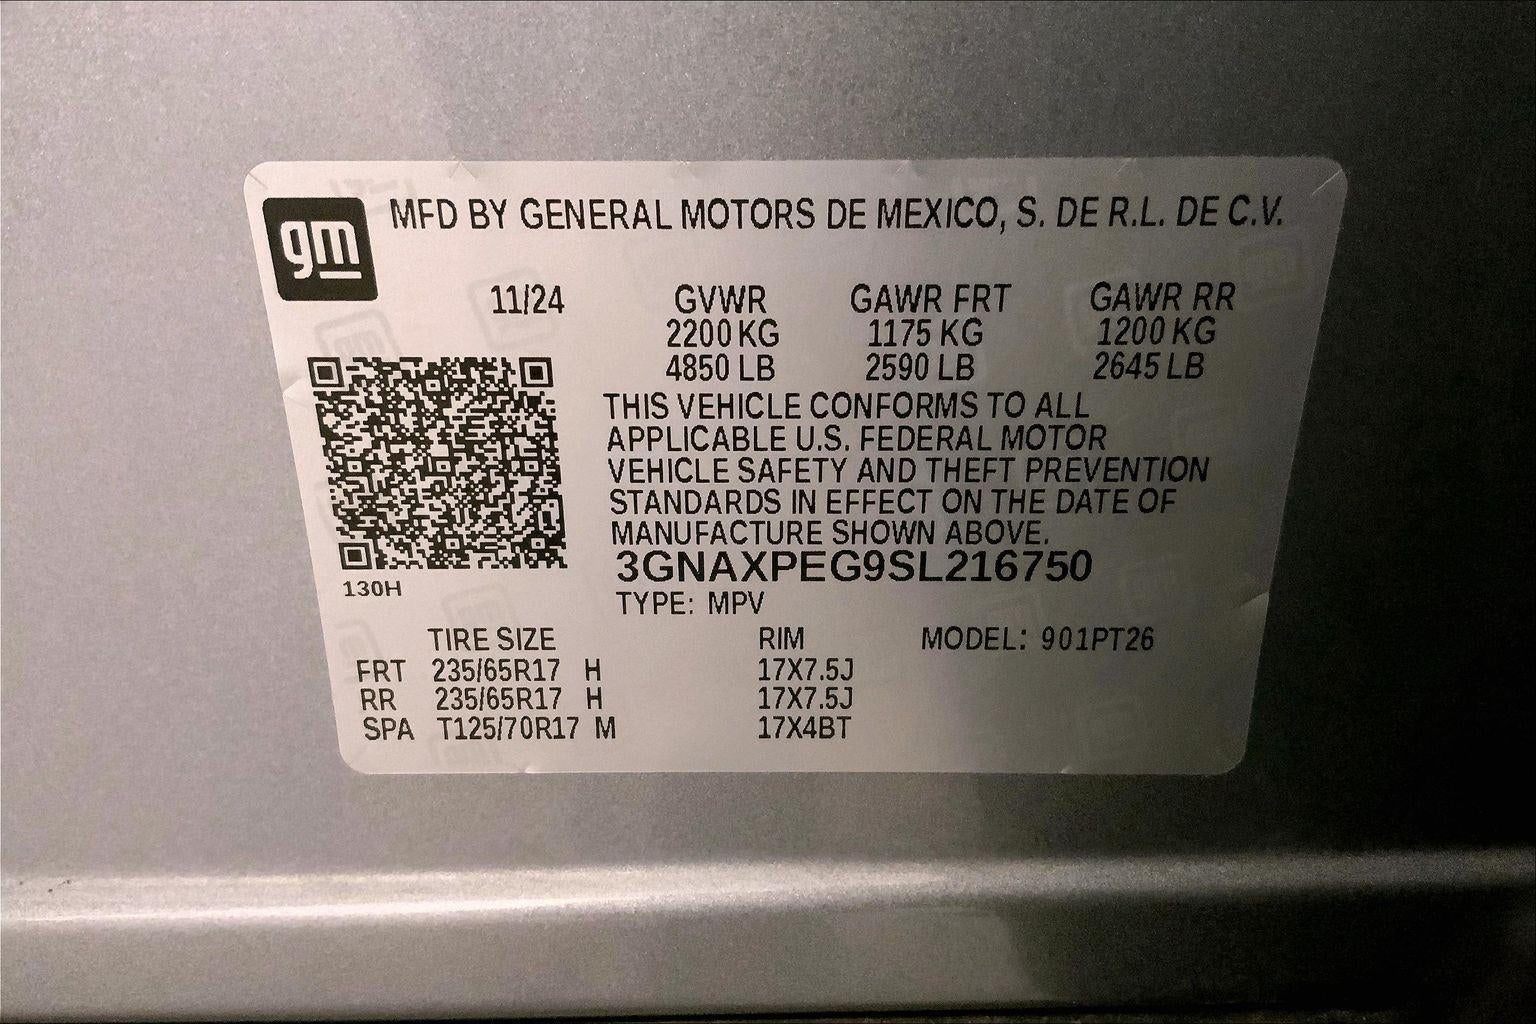 gm MFD BY GENERAL MOTORS DE MEXICO, S. DE R.L. DE C.V.
11/24 GVWR GAWR FRT GAWR RR
2200 KG 1175 KG 1200 KG
4850 LB 2590 LB 2645 LB
THIS VEHICLE CONFORMS TO ALL
APPLICABLE U.S. FEDERAL MOTOR
VEHICLE SAFETY AND THEFT PREVENTION
STANDARDS IN EFFECT ON THE DATE OF
MANUFACTURE SHOWN ABOVE.
3GNAXPEG9SL216750
130H
TYPE: MPV
TIRE SIZE RIM MODEL: 901PT26
FRT 235/65R17 H 17X7.5J
RR 235/65R17 H 17X7.5J
SPA T125/70R17 M 17X4BT